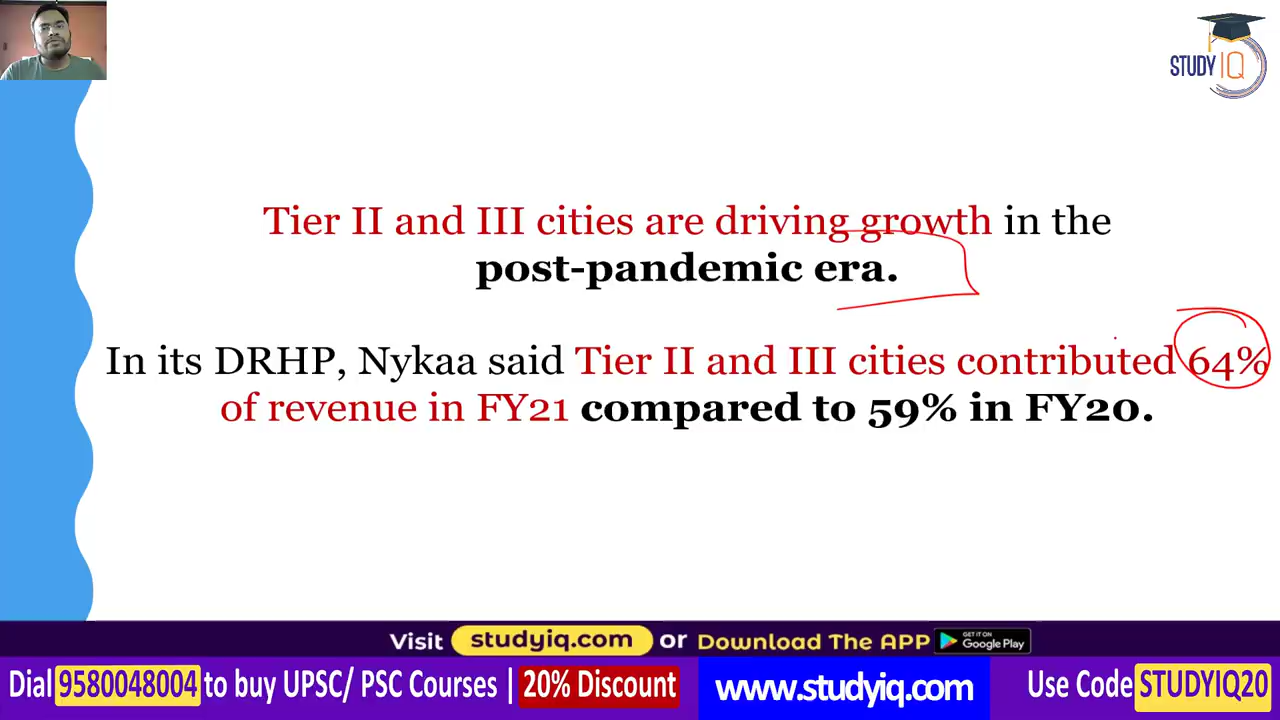 STUDY IQ
Tier II and III cities are driving growth in the
post-pandemic era.
In its DRHP, Nykaa said Tier II and III cities contributed 64%
of revenue in FY21 compared to 59% in FY20.
Visit studyiq.com or Download The APP GET IT ON Google Play
Dial 9580048004 to buy UPSC/ PSC Courses | 20% Discount www.studyiq.com Use Code STUDYIQ20